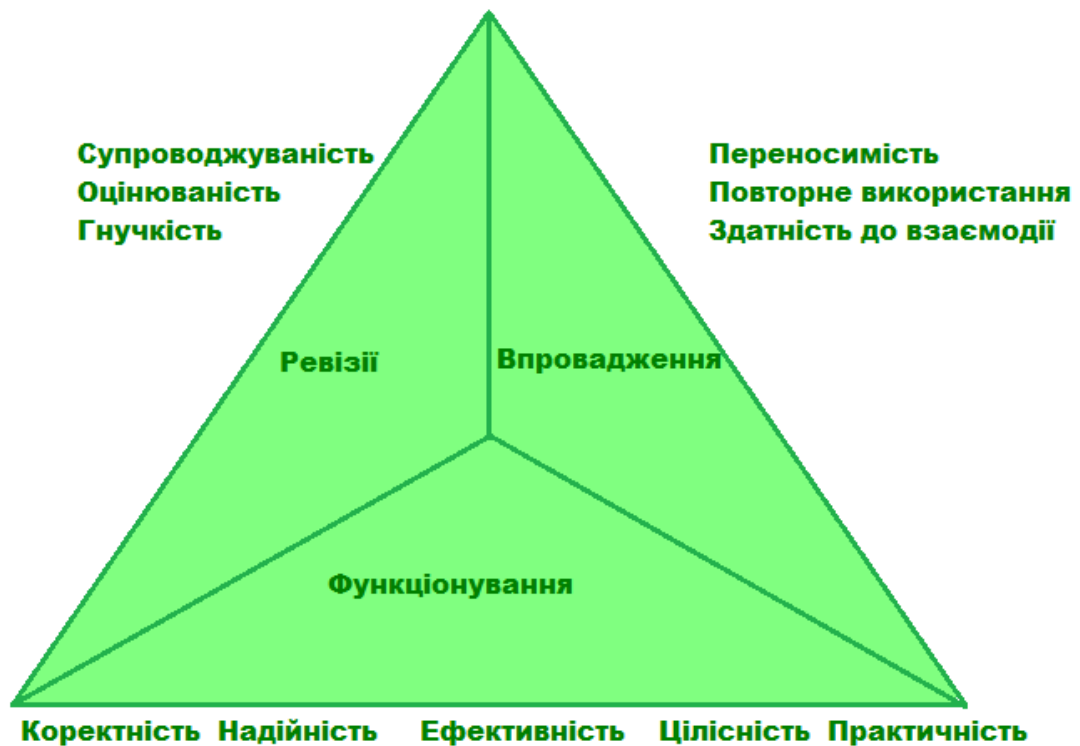 Супроводжуваність
Оцінюваність
Гнучкість
Переносимість
Повторне використання
Здатність до взаємодії
Ревізії
Впровадження
Функціонування
Коректність Надійність Ефективність Цілісність Практичність